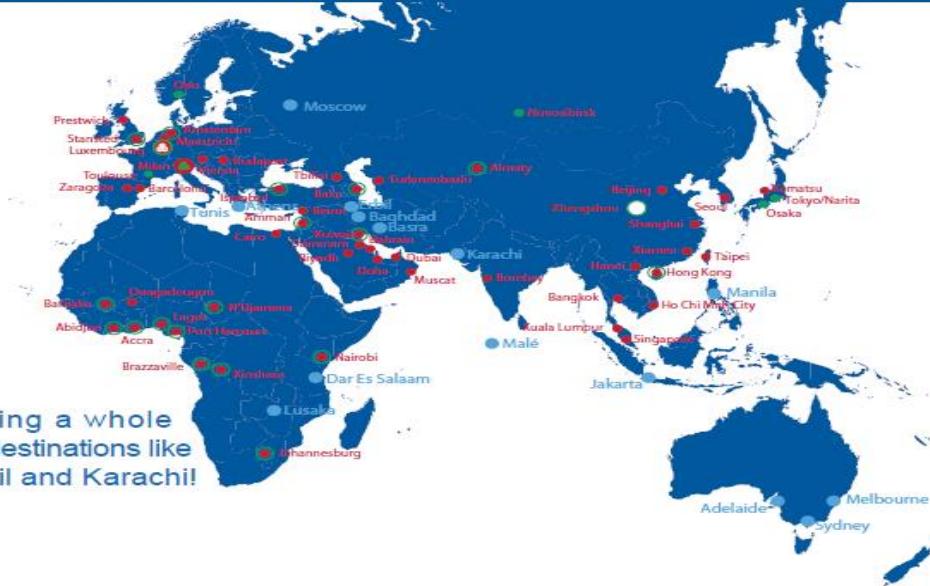 Oslo
Moscow
Novosibirsk
Prestwick
Stansted
Amsterdam
Maastricht
Luxembourg
Milan
Vienna
Budapest
Toulouse
Zaragoza
Barcelona
Istanbul
Athens
Tbilisi
Baku
Turkmenbashi
Almaty
Tunis
Amman
Beirut
Erbil
Baghdad
Basra
Cairo
Kuwait
Dammam
Bahrain
Riyadh
Doha
Dubai
Muscat
Karachi
Bombay
Beijing
Zhengzhou
Seoul
Komatsu
Tokyo/Narita
Osaka
Shanghai
Xiamen
Taipei
Hanoi
Hong Kong
Manila
Bangkok
Ho Chi Minh City
Kuala Lumpur
Singapore
Malé
Jakarta
Bamako
Ouagadougou
N'Djamena
Abidjan
Accra
Lagos
Port Harcourt
Brazzaville
Kinshasa
Nairobi
Dar Es Salaam
Lusaka
Johannesburg
ing a whole
estinations like
il and Karachi!
Adelaide
Melbourne
Sydney